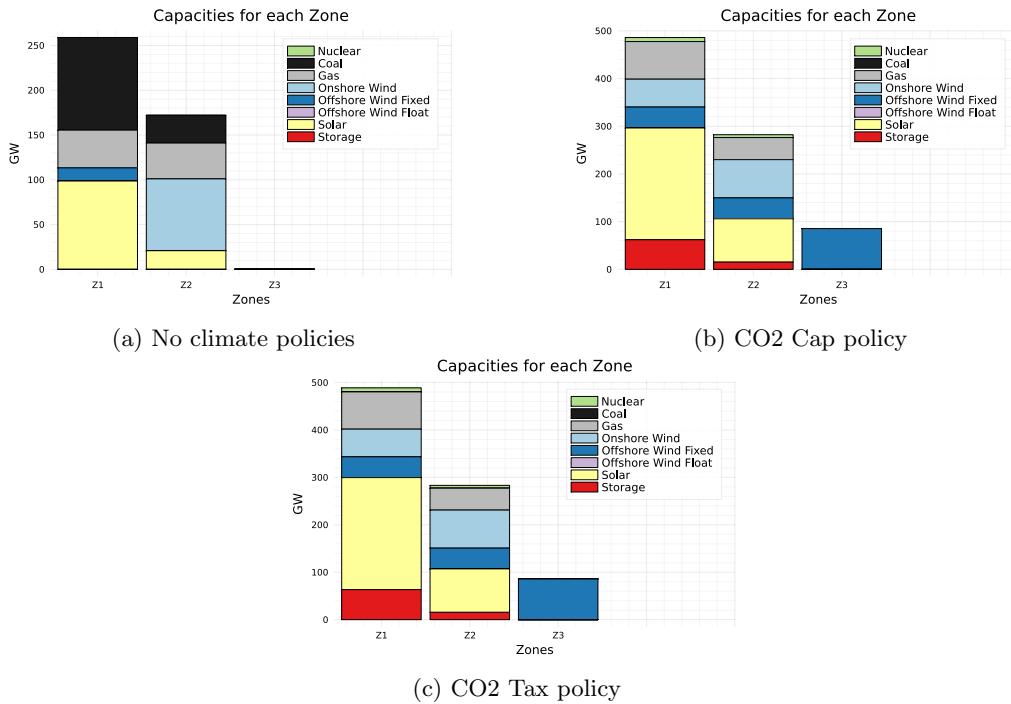 Capacities for each Zone
GW
250
200
150
100
50
0
Nuclear
Coal
Gas
Onshore Wind
Offshore Wind Fixed
Offshore Wind Float
Solar
Storage
Z1 Z2 Z3
Zones
(a) No climate policies
Capacities for each Zone
GW
500
400
300
200
100
0
Nuclear
Coal
Gas
Onshore Wind
Offshore Wind Fixed
Offshore Wind Float
Solar
Storage
Z1 Z2 Z3
Zones
(b) CO2 Cap policy
Capacities for each Zone
GW
500
400
300
200
100
0
Nuclear
Coal
Gas
Onshore Wind
Offshore Wind Fixed
Offshore Wind Float
Solar
Storage
Z1 Z2 Z3
Zones
(c) CO2 Tax policy